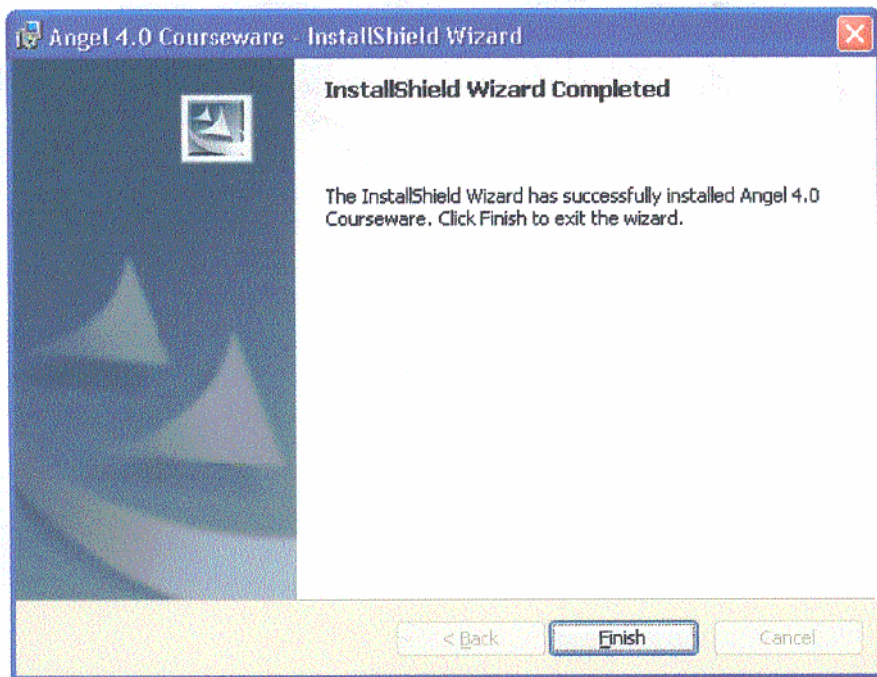 Angel 4.0 Courseware - InstallShield Wizard
InstallShield Wizard Completed
The InstallShield Wizard has successfully installed Angel 4.0
Courseware. Click Finish to exit the wizard.
< Back Finish Cancel